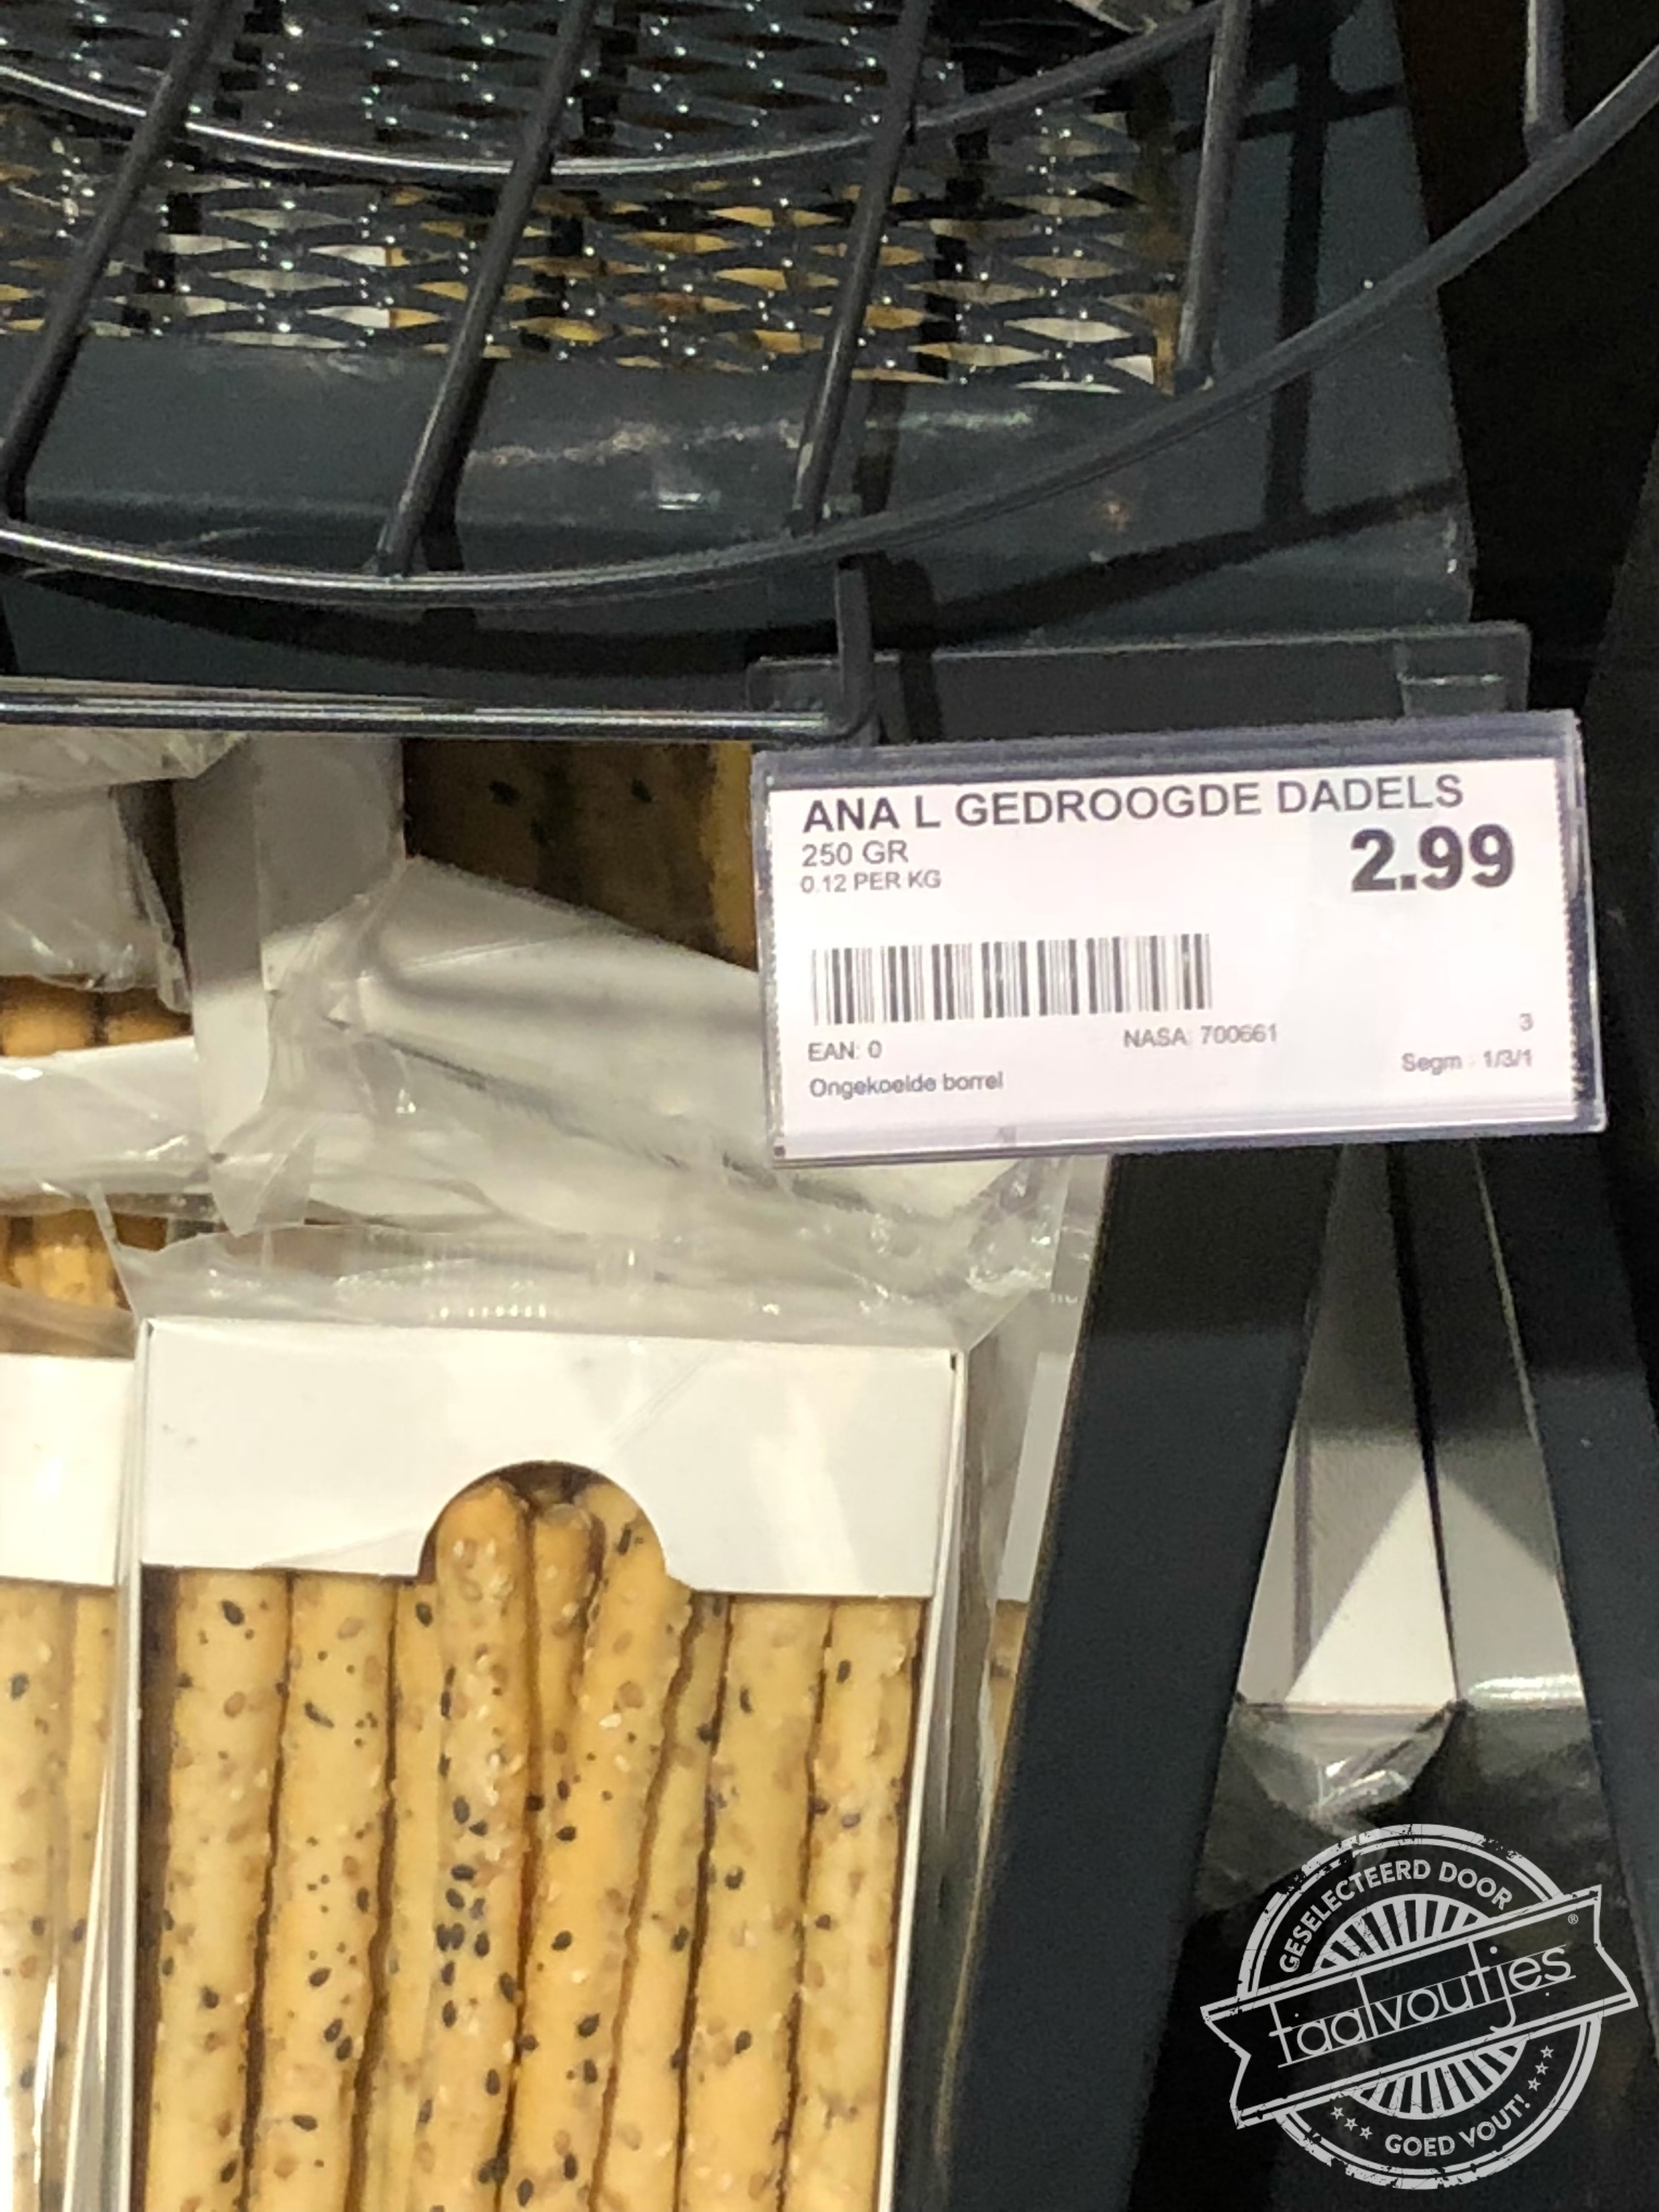 ANA L GEDROOGDE DADELS
250 GR
2.99
0.12 PER KG
EAN: 0
NASA: 700661
3
Ongekoelde borrel
Segm : 1/3/1
GESELECTEERD DOOR
taalvoutjes®
GOED VOUT!